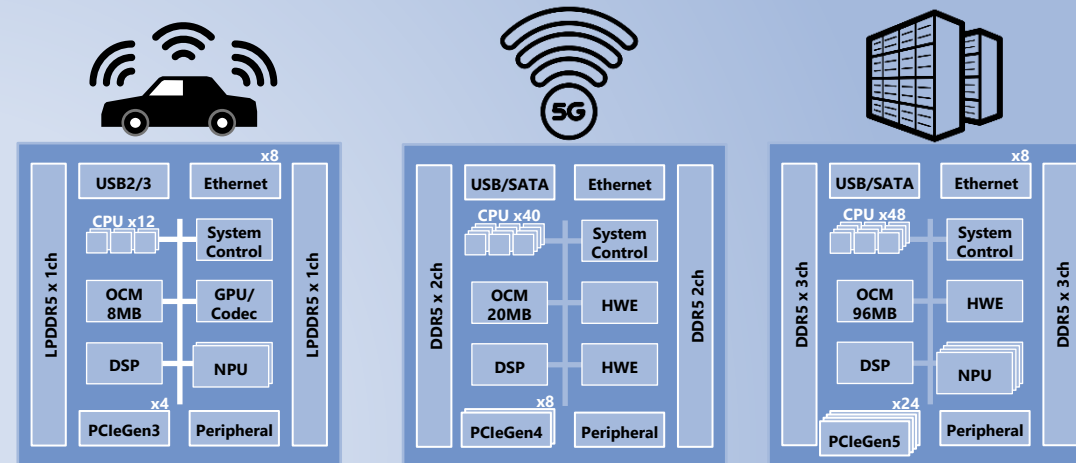 5G
x8
USB2/3
Ethernet
CPU x12
System
Control
LPDDR5 x 1ch
OCM
8MB
GPU/
Codec
LPDDR5 x 1ch
DSP
NPU
x4
PCIeGen3
Peripheral
USB/SATA
Ethernet
CPU x40
System
Control
DDR5 x 2ch
OCM
20MB
HWE
DDR5 2ch
DSP
HWE
x8
PCIeGen4
Peripheral
x8
USB/SATA
Ethernet
CPU x48
System
Control
DDR5 x 3ch
OCM
96MB
HWE
DDR5 x 3ch
DSP
NPU
x24
PCIeGen5
Peripheral